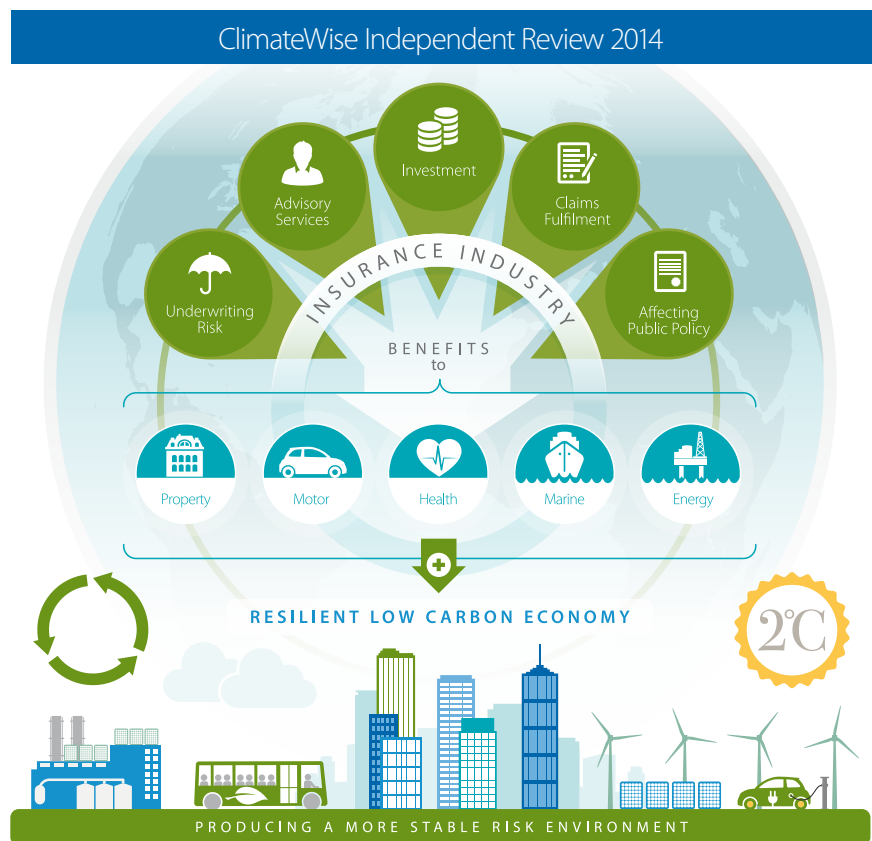 ClimateWise Independent Review 2014
Investment
Advisory
Services
Claims
Fulfilment
Underwriting
Risk
Affecting
Public Policy
INSURANCE INDUSTRY
BENEFITS
to
Property
Motor
Health
Marine
Energy
RESILIENT LOW CARBON ECONOMY
2°C
PRODUCING A MORE STABLE RISK ENVIRONMENT